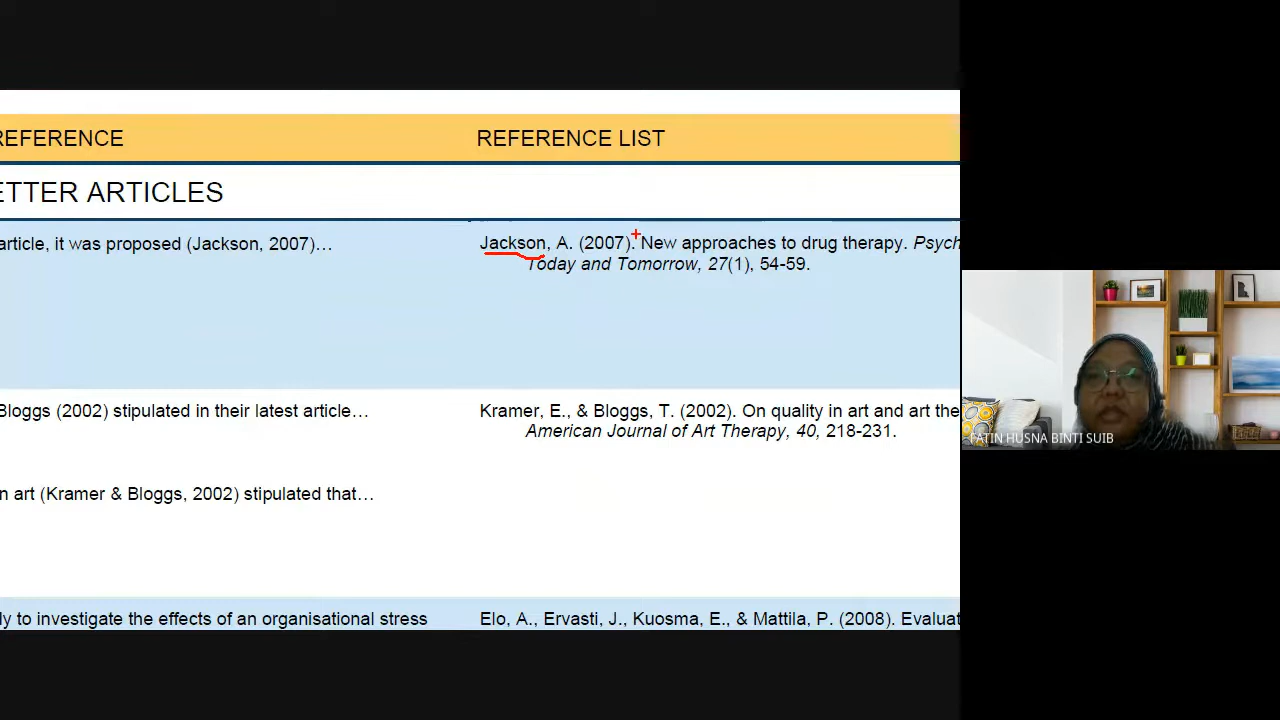 REFERENCE
REFERENCE LIST
ETTER ARTICLES
article, it was proposed (Jackson, 2007)…
Jackson, A. (2007). New approaches to drug therapy. Psych
Today and Tomorrow, 27(1), 54-59.
Bloggs (2002) stipulated in their latest article…
Kramer, E., & Bloggs, T. (2002). On quality in art and art the
American Journal of Art Therapy, 40, 218-231.
n art (Kramer & Bloggs, 2002) stipulated that…
ly to investigate the effects of an organisational stress
Elo, A., Ervasti, J., Kuosma, E., & Mattila, P. (2008). Evaluat
FATIN HUSNA BINTI SUIB